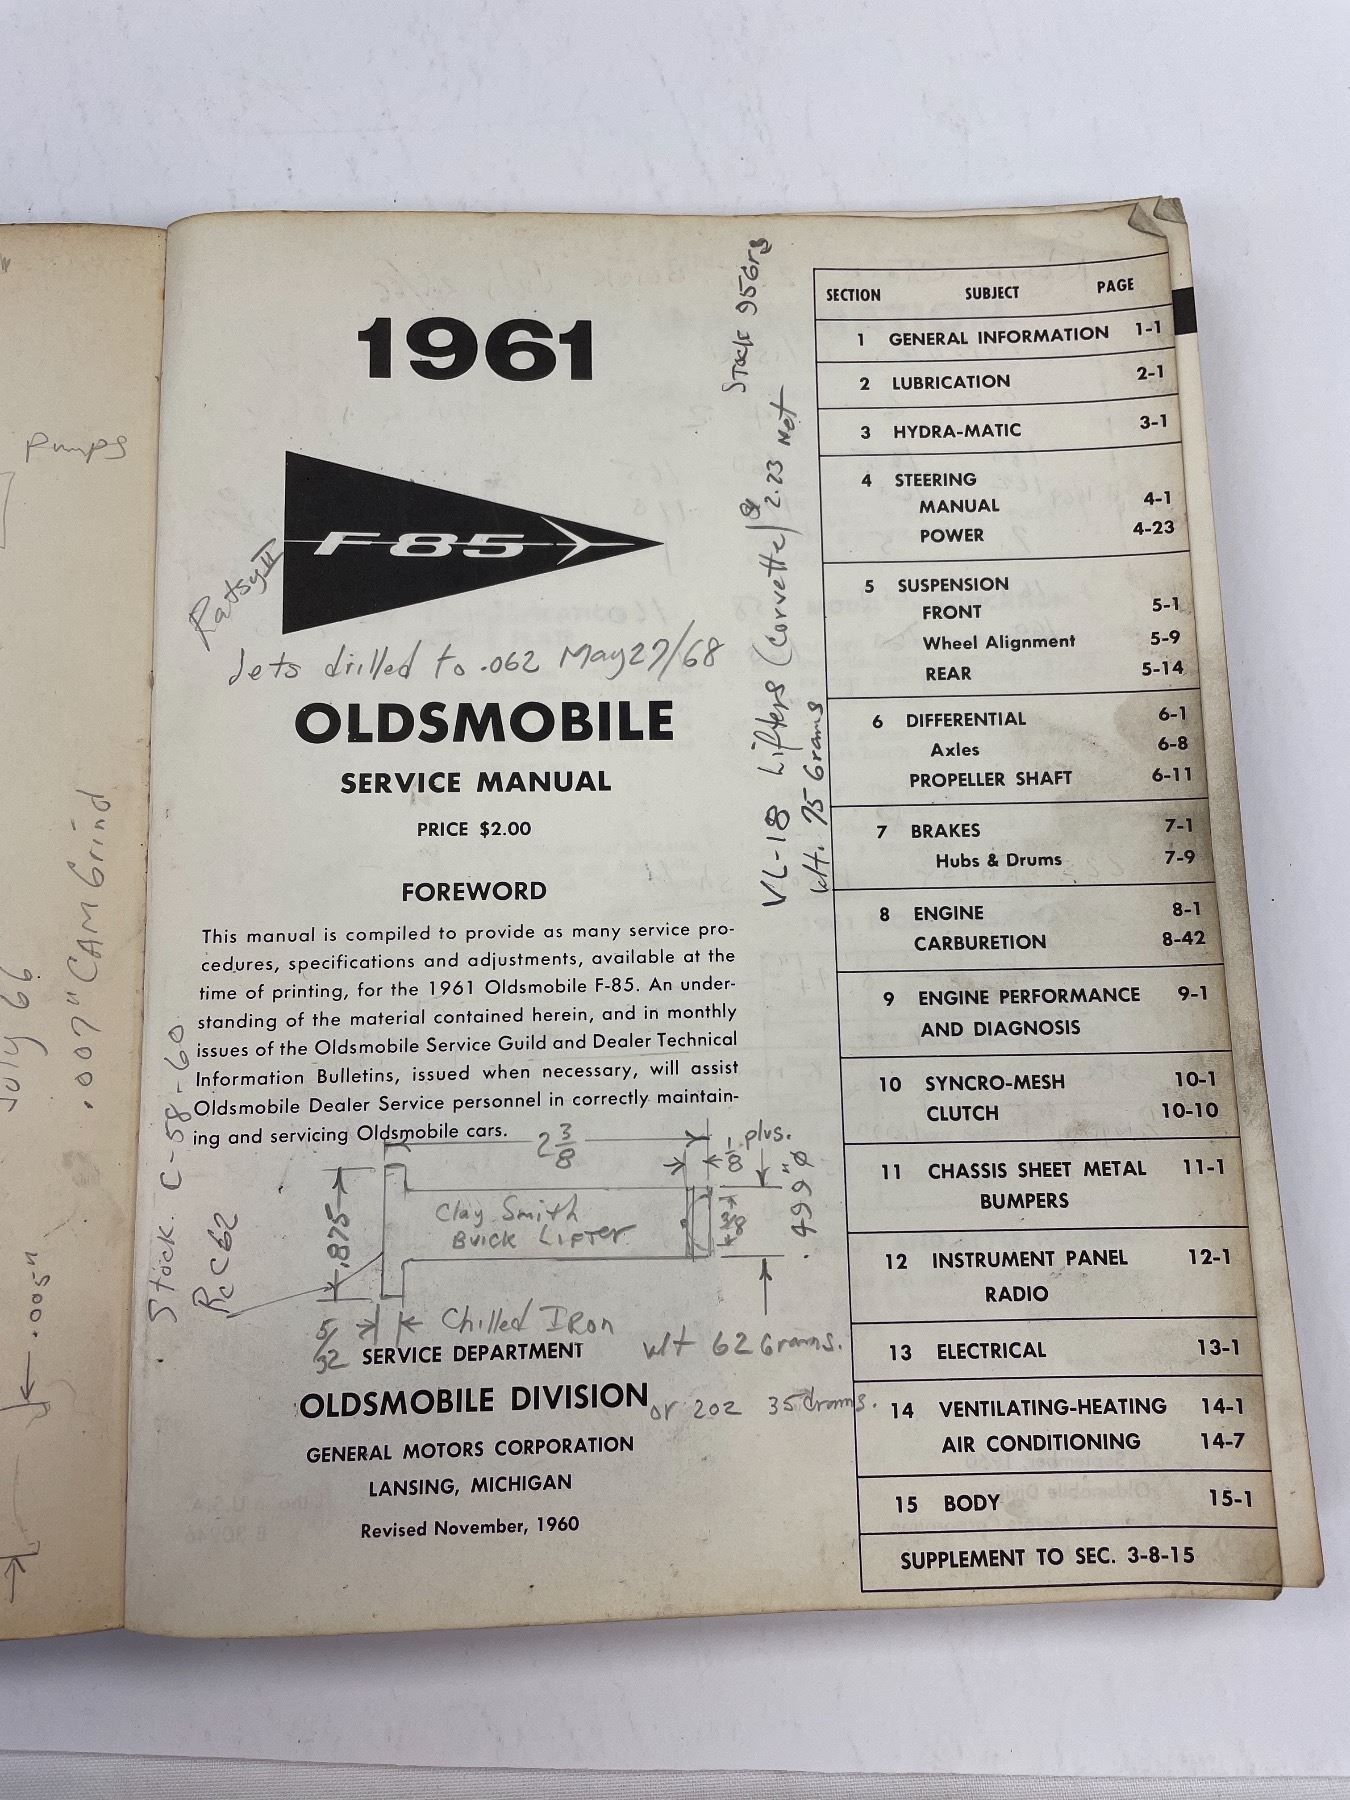 Pumps
July 66
.007" CAM Grind
.005"
1961
F-85
Patsy II
Jets drilled to .062 May 27/68
OLDSMOBILE
SERVICE MANUAL
PRICE $2.00
FOREWORD
This manual is compiled to provide as many service pro-
cedures, specifications and adjustments, available at the
time of printing, for the 1961 Oldsmobile F-85. An under-
standing of the material contained herein, and in monthly
issues of the Oldsmobile Service Guild and Dealer Technical
Information Bulletins, issued when necessary, will assist
Oldsmobile Dealer Service personnel in correctly maintain-
ing and servicing Oldsmobile cars.
Stock C-58-60
Rc 62
2 3/8
1/8 plus.
.875
Clay Smith
Buick Lifter
3/8
.499"Ø
5/32
Chilled Iron
Wt 62 Grams.
SERVICE DEPARTMENT
OLDSMOBILE DIVISION
or 2oz 35 drams.
GENERAL MOTORS CORPORATION
LANSING, MICHIGAN
Revised November, 1960
Stock 95 Grs
VL-18 Lifters (Corvette) @ 2.23 Net
Wt. 75 Grams
SECTION SUBJECT PAGE
1 GENERAL INFORMATION 1-1
2 LUBRICATION 2-1
3 HYDRA-MATIC 3-1
4 STEERING
MANUAL 4-1
POWER 4-23
5 SUSPENSION
FRONT 5-1
Wheel Alignment 5-9
REAR 5-14
6 DIFFERENTIAL 6-1
Axles 6-8
PROPELLER SHAFT 6-11
7 BRAKES 7-1
Hubs & Drums 7-9
8 ENGINE 8-1
CARBURETION 8-42
9 ENGINE PERFORMANCE 9-1
AND DIAGNOSIS
10 SYNCRO-MESH 10-1
CLUTCH 10-10
11 CHASSIS SHEET METAL 11-1
BUMPERS
12 INSTRUMENT PANEL 12-1
RADIO
13 ELECTRICAL 13-1
14 VENTILATING-HEATING 14-1
AIR CONDITIONING 14-7
15 BODY 15-1
SUPPLEMENT TO SEC. 3-8-15